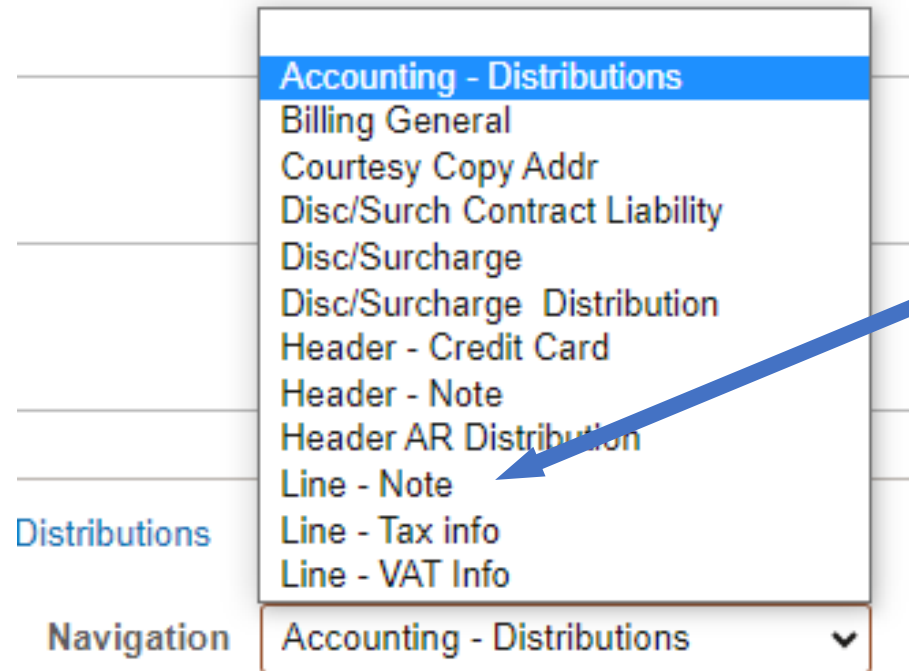 Accounting - Distributions
Billing General
Courtesy Copy Addr
Disc/Surch Contract Liability
Disc/Surcharge
Disc/Surcharge  Distribution
Header - Credit Card
Header - Note
Header AR Distribution
Line - Note
Line - Tax info
Line - VAT Info
Distributions
Navigation Accounting - Distributions